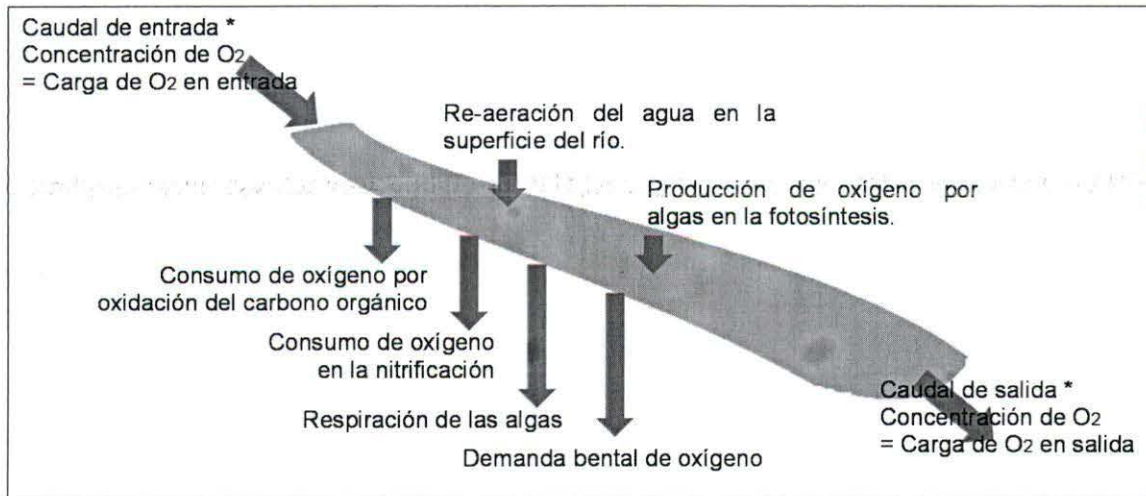 Caudal de entrada *
Concentración de O2
= Carga de O2 en entrada
Re-aeración del agua en la
superficie del río.
Producción de oxígeno por
algas en la fotosíntesis.
Consumo de oxígeno por
oxidación del carbono orgánico
Consumo de oxígeno
en la nitrificación
Respiración de las algas
Demanda bental de oxígeno
Caudal de salida *
Concentración de O2
= Carga de O2 en salida